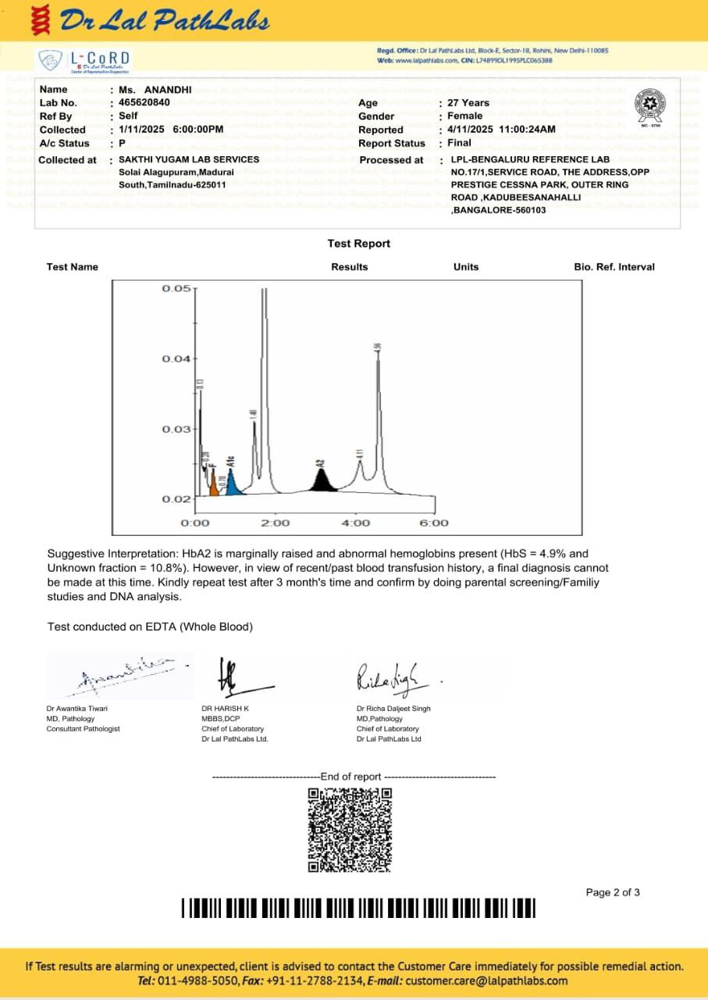 Dr Lal PathLabs
L-CoRD
Dr Lal PathLabs
Regd. Office: Dr Lal PathLabs Ltd, Block-E, Sector-18, Rohini, New Delhi-110085
Web: www.lalpathlabs.com, CIN: L74899DL1995PLC065388
Name : Ms. ANANDHI
Lab No. : 465620840
Ref By : Self
Collected : 1/11/2025 6:00:00PM
A/c Status : P
Collected at : SAKTHI YUGAM LAB SERVICES
Solai Alagupuram,Madurai
South,Tamilnadu-625011
Age : 27 Years
Gender : Female
Reported : 4/11/2025 11:00:24AM
Report Status : Final
Processed at : LPL-BENGALURU REFERENCE LAB
NO.17/1,SERVICE ROAD, THE ADDRESS,OPP
PRESTIGE CESSNA PARK, OUTER RING
ROAD ,KADUBEESANAHALLI
,BANGALORE-560103
Test Report
Test Name Results Units Bio. Ref. Interval
0.05
0.04
0.03
0.02
0:00 2:00 4:00 6:00
0.13
F
A1c
A2
4.11
4.56
Suggestive Interpretation: HbA2 is marginally raised and abnormal hemoglobins present (HbS = 4.9% and
Unknown fraction = 10.8%). However, in view of recent/past blood transfusion history, a final diagnosis cannot
be made at this time. Kindly repeat test after 3 month's time and confirm by doing parental screening/Familiy
studies and DNA analysis.
Test conducted on EDTA (Whole Blood)
Dr Awantika Tiwari
MD, Pathology
Consultant Pathologist
DR HARISH K
MBBS,DCP
Chief of Laboratory
Dr Lal PathLabs Ltd.
Dr Richa Daljeet Singh
MD,Pathology
Chief of Laboratory
Dr Lal PathLabs Ltd
-------------------------------End of report --------------------------------
Page 2 of 3
If Test results are alarming or unexpected, client is advised to contact the Customer Care immediately for possible remedial action.
Tel: 011-4988-5050, Fax: +91-11-2788-2134, E-mail: customer.care@lalpathlabs.com